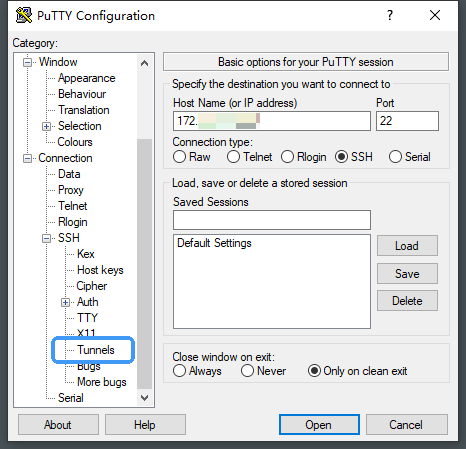 PuTTY Configuration
Category:
Window
Appearance
Behaviour
Translation
Selection
Colours
Connection
Data
Proxy
Telnet
Rlogin
SSH
Kex
Host keys
Cipher
Auth
TTY
X11
Tunnels
Bugs
More bugs
Serial
Basic options for your PuTTY session
Specify the destination you want to connect to
Host Name (or IP address) Port
172. 22
Connection type:
Raw Telnet Rlogin SSH Serial
Load, save or delete a stored session
Saved Sessions
Default Settings
Load
Save
Delete
Close window on exit:
Always Never Only on clean exit
About Help Open Cancel